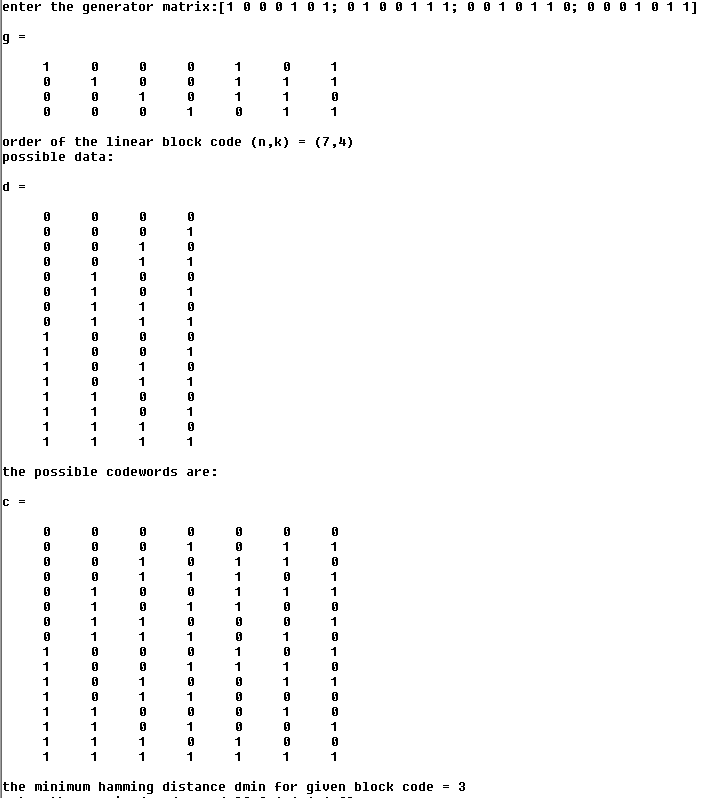 enter the generator matrix:[1 0 0 0 1 0 1; 0 1 0 0 1 1 1; 0 0 1 0 1 1 0; 0 0 0 1 0 1 1]
g =
1 0 0 0 1 0 1
0 1 0 0 1 1 1
0 0 1 0 1 1 0
0 0 0 1 0 1 1
order of the linear block code (n,k) = (7,4)
possible data:
d =
0 0 0 0
0 0 0 1
0 0 1 0
0 0 1 1
0 1 0 0
0 1 0 1
0 1 1 0
0 1 1 1
1 0 0 0
1 0 0 1
1 0 1 0
1 0 1 1
1 1 0 0
1 1 0 1
1 1 1 0
1 1 1 1
the possible codewords are:
c =
0 0 0 0 0 0 0
0 0 0 1 0 1 1
0 0 1 0 1 1 0
0 0 1 1 1 0 1
0 1 0 0 1 1 1
0 1 0 1 1 0 0
0 1 1 0 0 0 1
0 1 1 1 0 1 0
1 0 0 0 1 0 1
1 0 0 1 1 1 0
1 0 1 0 0 1 1
1 0 1 1 0 0 0
1 1 0 0 0 1 0
1 1 0 1 0 0 1
1 1 1 0 1 0 0
1 1 1 1 1 1 1
the minimum hamming distance dmin for given block code = 3